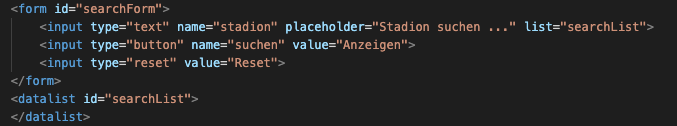 <form id="searchForm">
<input type="text" name="stadion" placeholder="Stadion suchen ..." list="searchList">
<input type="button" name="suchen" value="Anzeigen">
<input type="reset" value="Reset">
</form>
<datalist id="searchList">
</datalist>